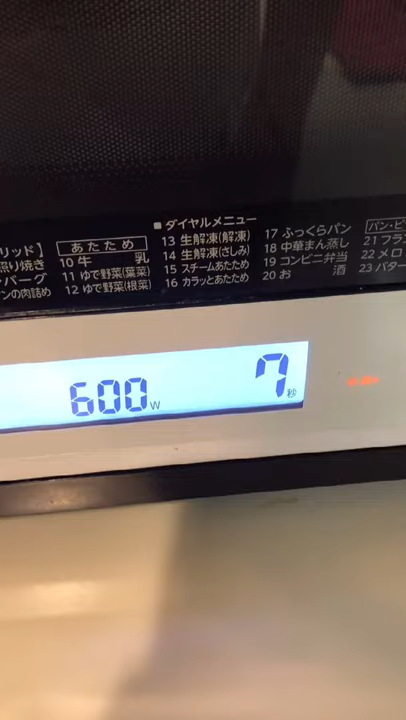 ■ ダイヤルメニュー
リッド】
照り焼き
バーグ
ンの肉詰め
あたため
10 牛 乳
11 ゆで野菜(葉菜)
12 ゆで野菜(根菜)
13 生解凍(解凍)
14 生解凍(さしみ)
15 スチームあたため
16 カラッとあたため
17 ふっくらパン
18 中華まん蒸し
19 コンビニ弁当
20 お 酒
パン・ピ
21 フラン
22 メロ
23 バター
600W 7秒